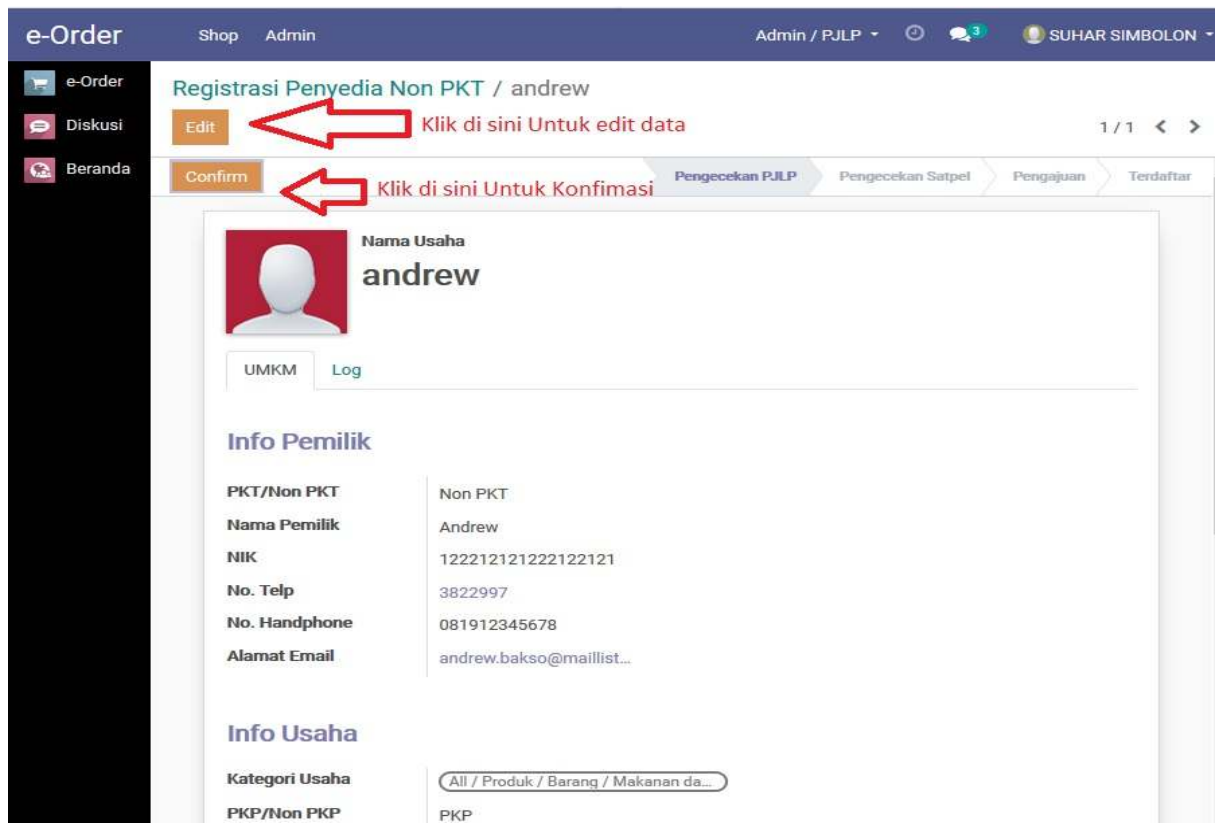 e-Order Shop Admin Admin / PJLP 3 SUHAR SIMBOLON
e-Order
Diskusi
Beranda
Registrasi Penyedia Non PKT / andrew
Edit Klik di sini Untuk edit data 1 / 1
Confirm Klik di sini Untuk Konfimasi Pengecekan PJLP Pengecekan Satpel Pengajuan Terdaftar
Nama Usaha
andrew
UMKM Log
Info Pemilik
PKT/Non PKT Non PKT
Nama Pemilik Andrew
NIK 122212121222122121
No. Telp 3822997
No. Handphone 081912345678
Alamat Email andrew.bakso@maillist...
Info Usaha
Kategori Usaha All / Produk / Barang / Makanan da...
PKP/Non PKP PKP